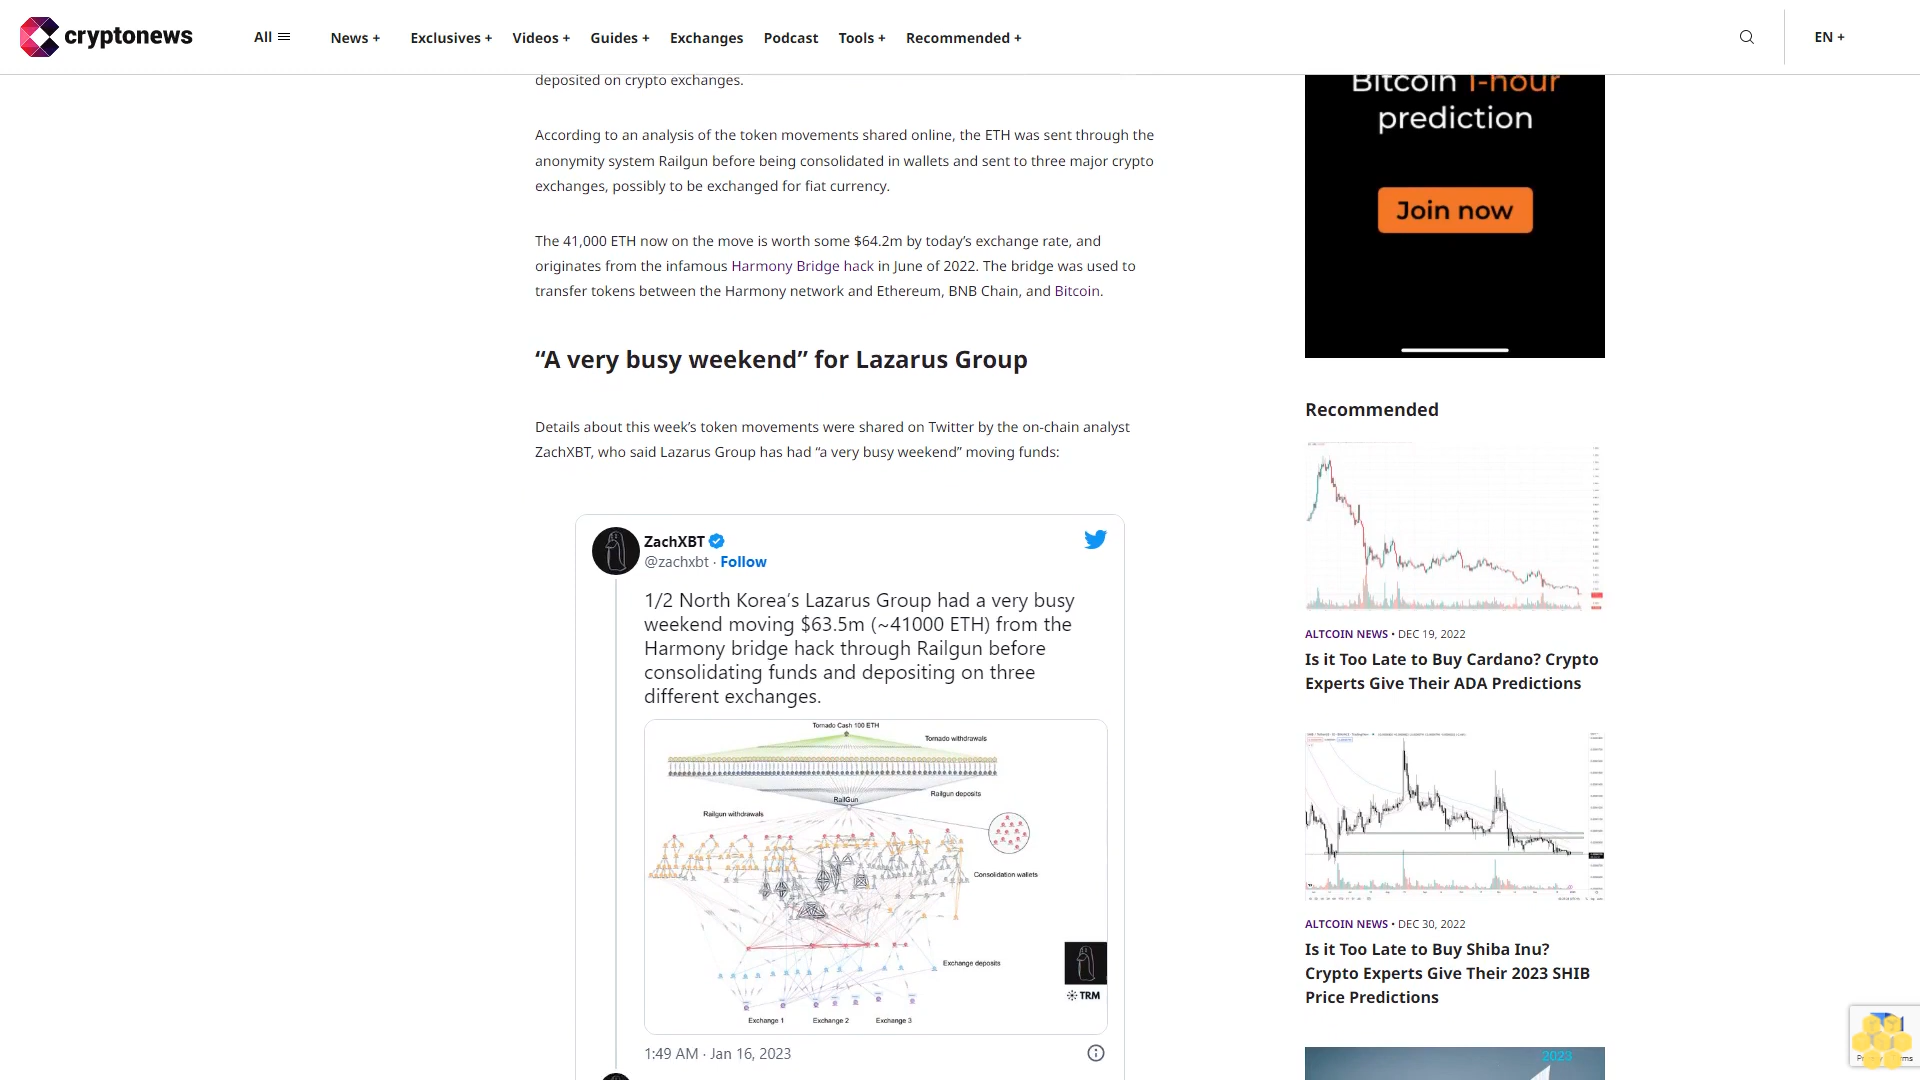 cryptonews
All
News +
Exclusives +
Videos +
Guides +
Exchanges
Podcast
Tools +
Recommended +
EN +
deposited on crypto exchanges.
According to an analysis of the token movements shared online, the ETH was sent through the
anonymity system Railgun before being consolidated in wallets and sent to three major crypto
exchanges, possibly to be exchanged for fiat currency.
The 41,000 ETH now on the move is worth some $64.2m by today’s exchange rate, and
originates from the infamous Harmony Bridge hack in June of 2022. The bridge was used to
transfer tokens between the Harmony network and Ethereum, BNB Chain, and Bitcoin.
“A very busy weekend” for Lazarus Group
Details about this week’s token movements were shared on Twitter by the on-chain analyst
ZachXBT, who said Lazarus Group has had “a very busy weekend” moving funds:
ZachXBT
@zachxbt · Follow
1/2 North Korea’s Lazarus Group had a very busy
weekend moving $63.5m (~41000 ETH) from the
Harmony bridge hack through Railgun before
consolidating funds and depositing on three
different exchanges.
Tornado Cash 100 ETH
Tornado withdrawals
Railgun deposits
RailGun
Railgun withdrawals
Consolidation wallets
Exchange deposits
TRM
Exchange 1
Exchange 2
Exchange 3
1:49 AM · Jan 16, 2023
Bitcoin 1-hour
prediction
Join now
Recommended
ALTCOIN NEWS • DEC 19, 2022
Is it Too Late to Buy Cardano? Crypto
Experts Give Their ADA Predictions
ALTCOIN NEWS • DEC 30, 2022
Is it Too Late to Buy Shiba Inu?
Crypto Experts Give Their 2023 SHIB
Price Predictions
2023